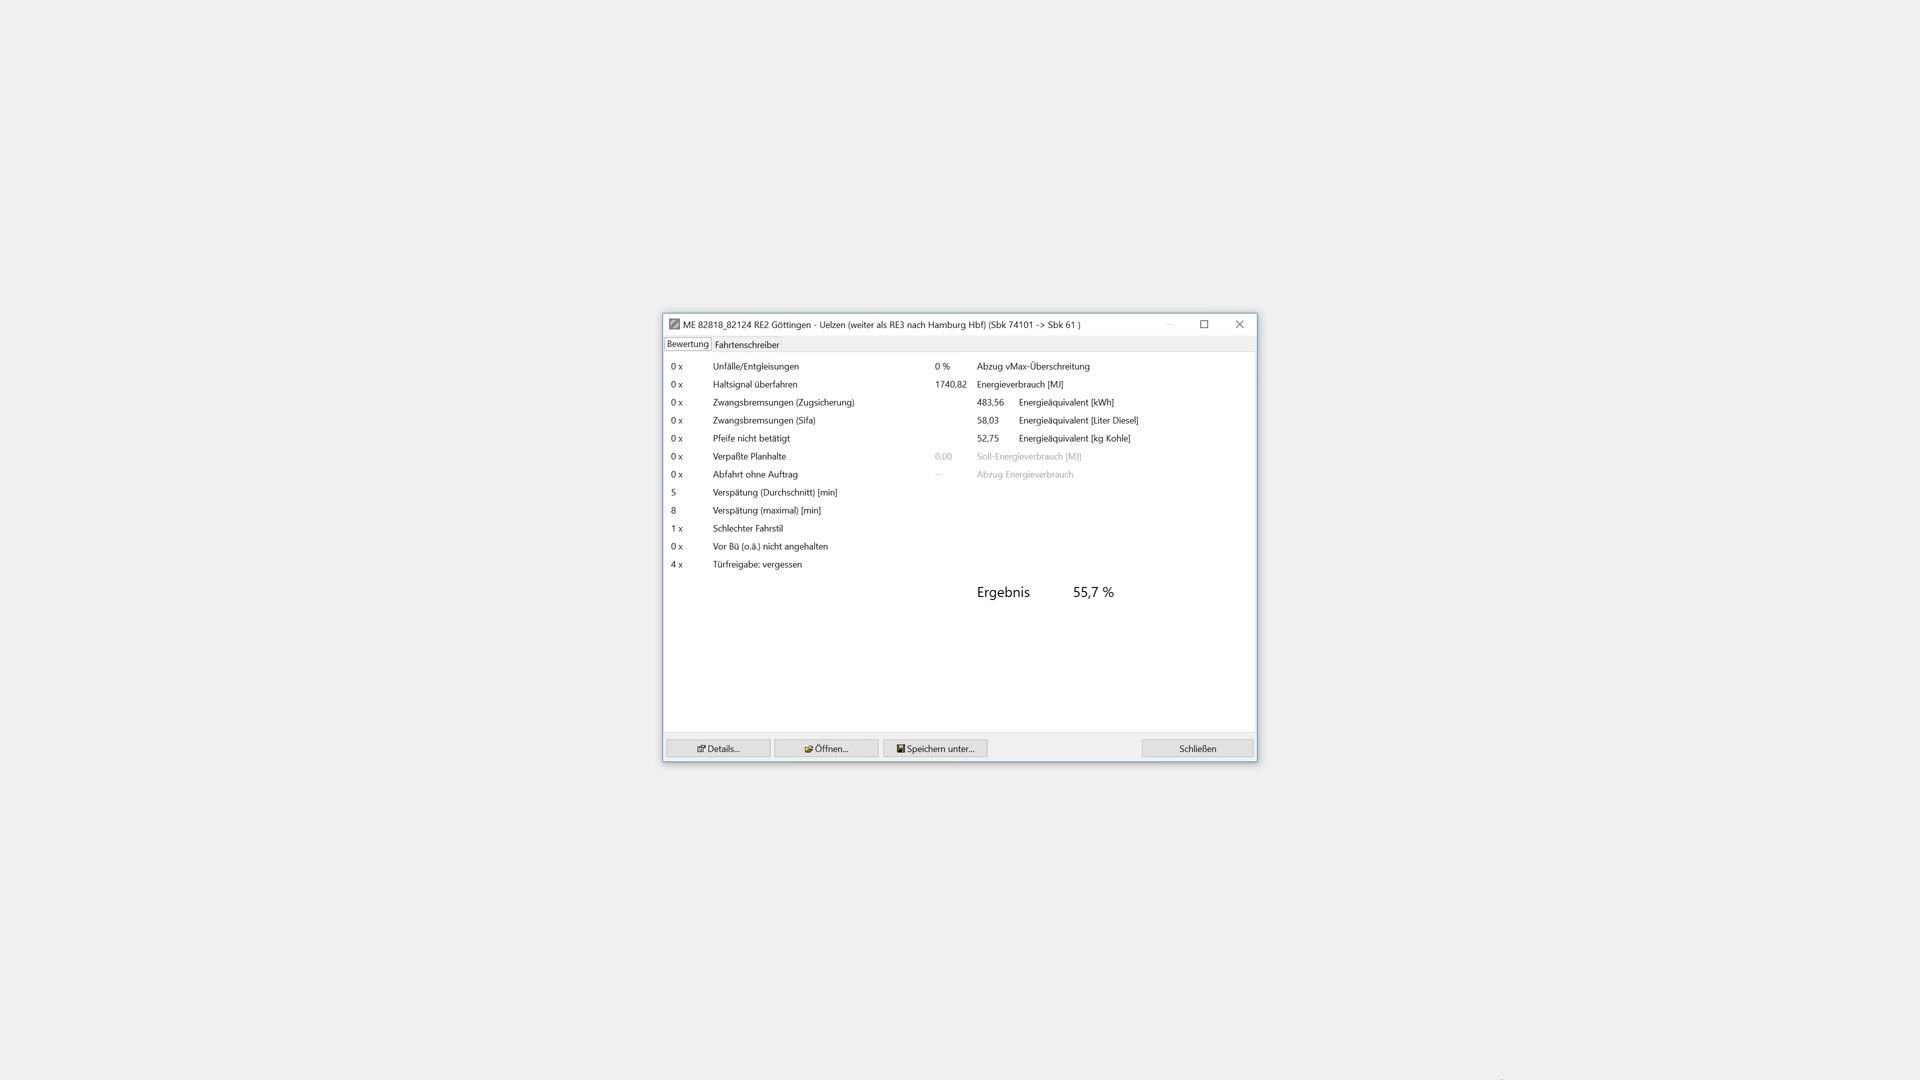 ME 82818_82124 RE2 Göttingen - Uelzen (weiter als RE3 nach Hamburg Hbf) (Sbk 74101 -> Sbk 61 )
Bewertung Fahrtenschreiber
0 x Unfälle/Entgleisungen 0 % Abzug vMax-Überschreitung
0 x Haltsignal überfahren 1740,82 Energieverbrauch [MJ]
0 x Zwangsbremsungen (Zugsicherung) 483,56 Energieäquivalent [kWh]
0 x Zwangsbremsungen (Sifa) 58,03 Energieäquivalent [Liter Diesel]
0 x Pfeife nicht betätigt 52,75 Energieäquivalent [kg Kohle]
0 x Verpaßte Planhalte 0,00 Soll-Energieverbrauch [MJ]
0 x Abfahrt ohne Auftrag -- Abzug Energieverbrauch
5 Verspätung (Durchschnitt) [min]
8 Verspätung (maximal) [min]
1 x Schlechter Fahrstil
0 x Vor Bü (o.ä.) nicht angehalten
4 x Türfreigabe: vergessen
Ergebnis 55,7 %
Details... Öffnen... Speichern unter... Schließen